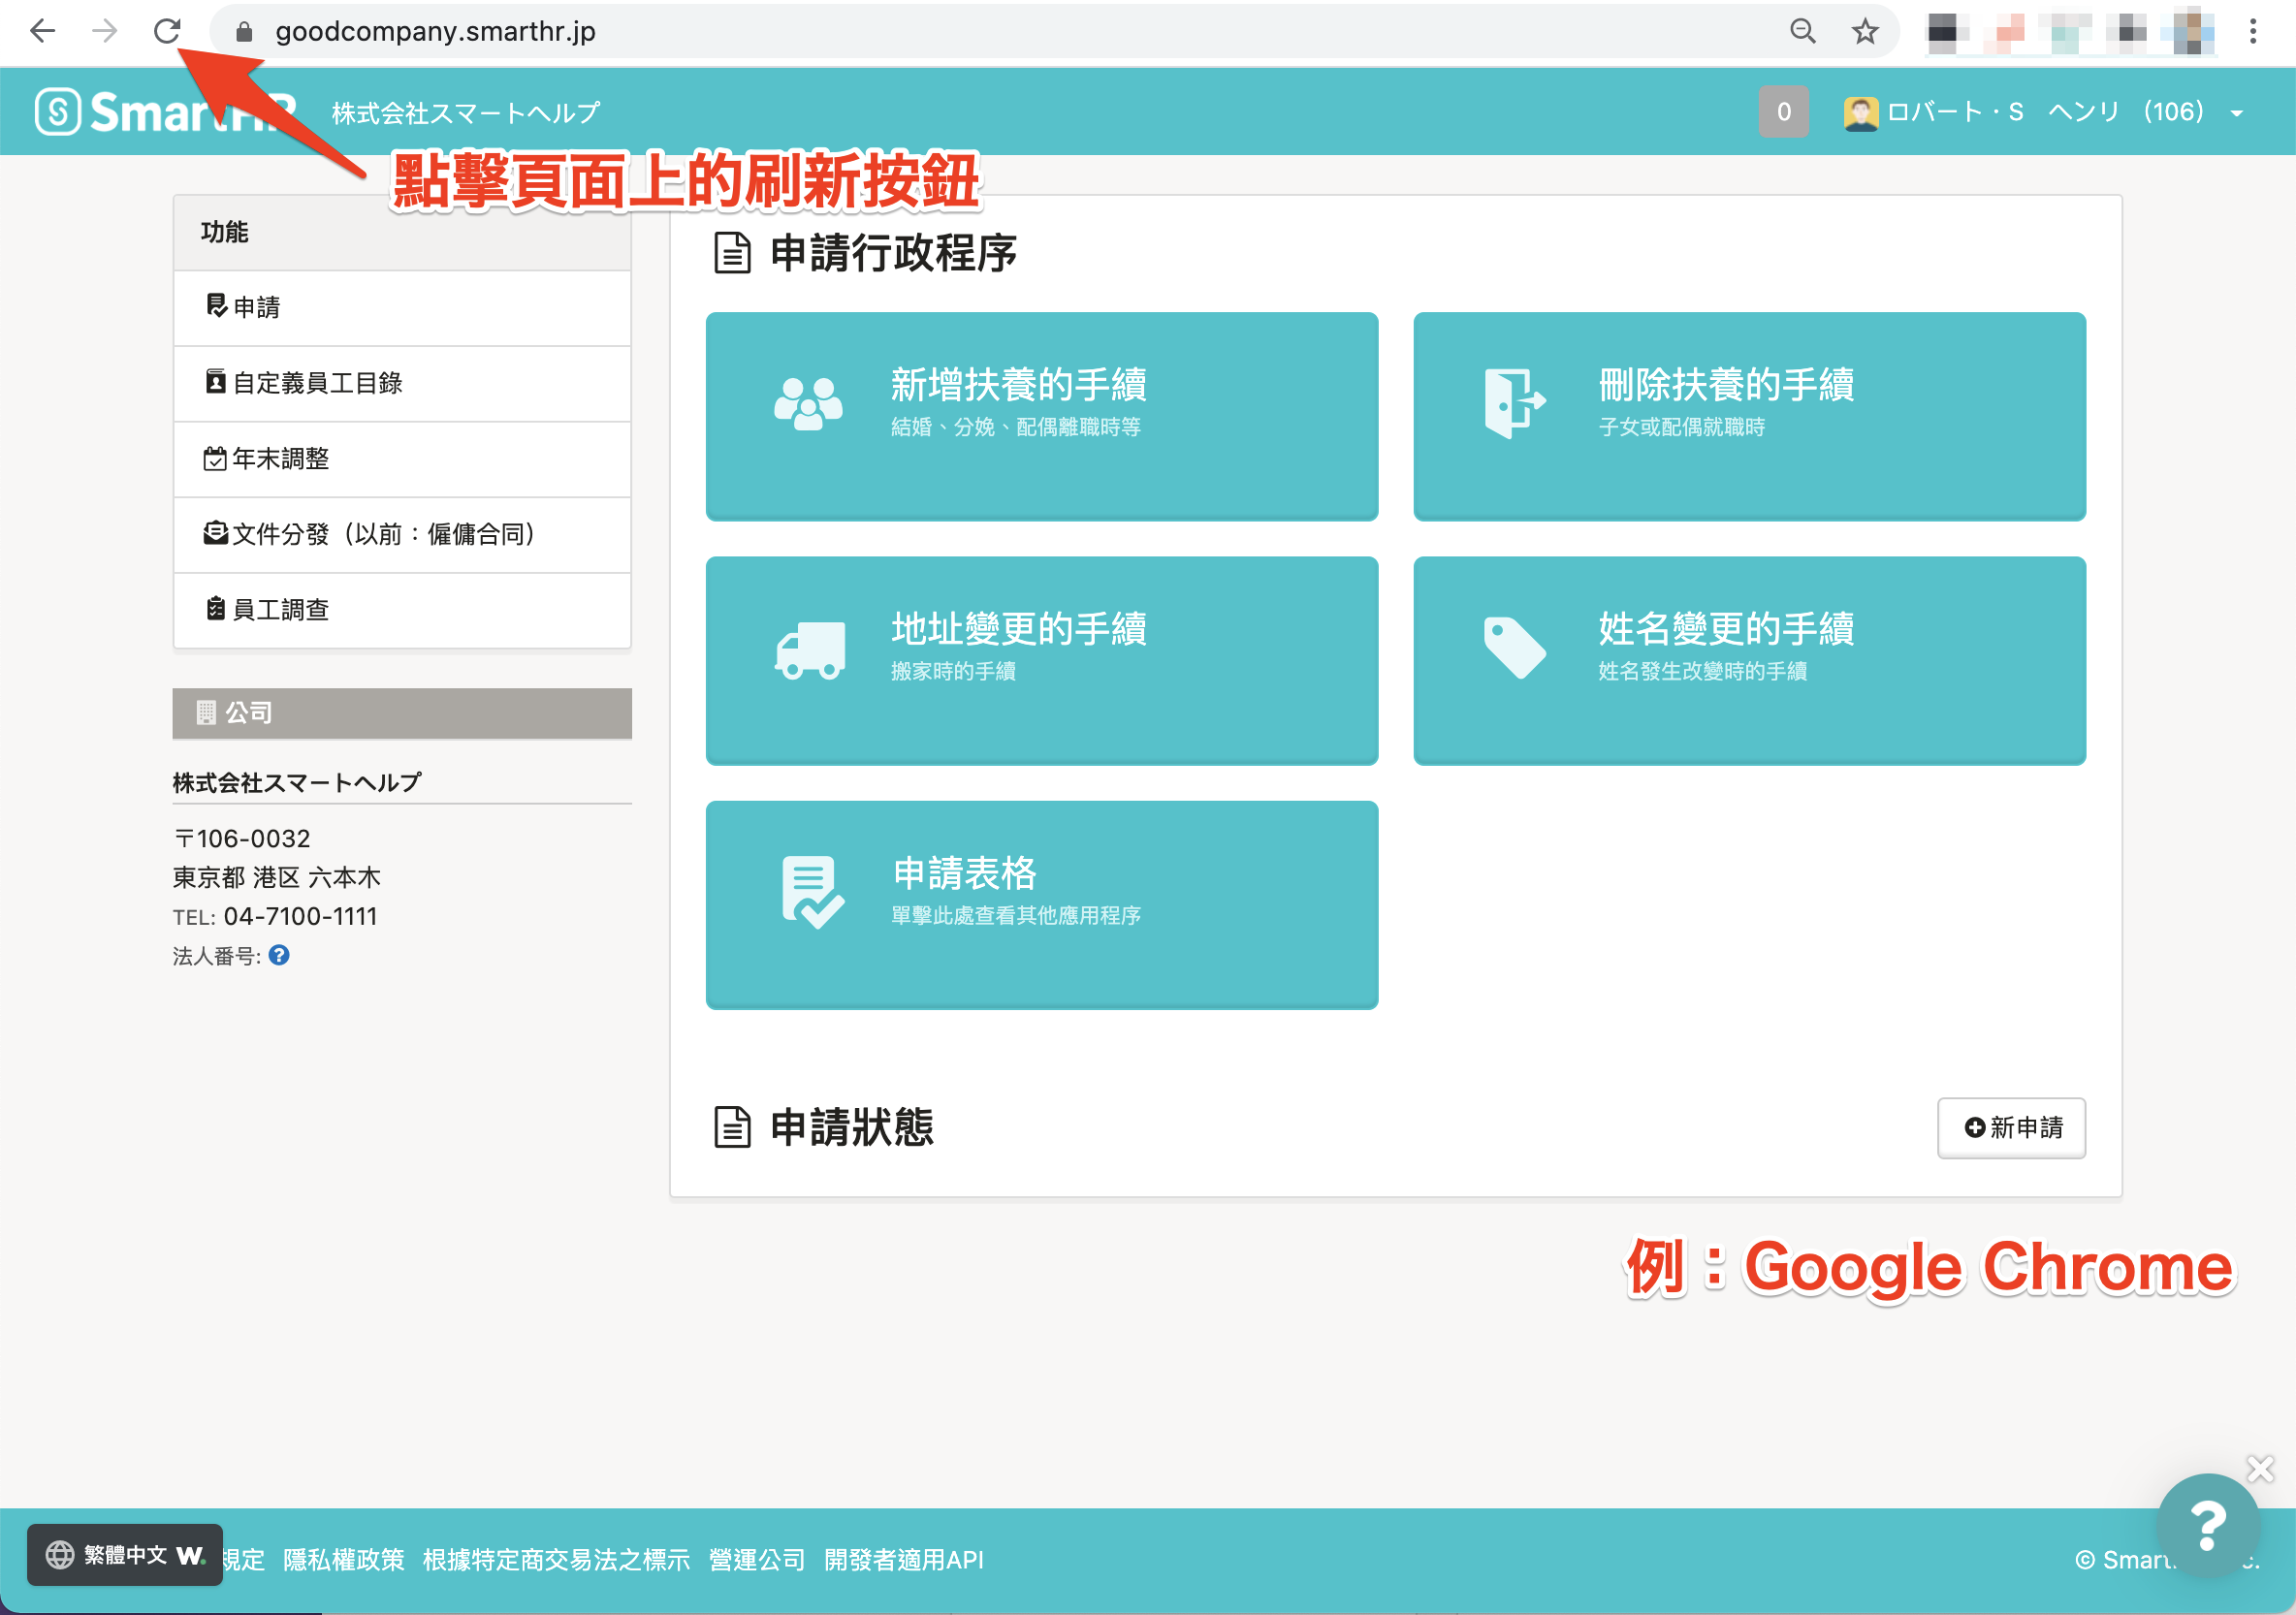 goodcompany.smarthr.jp
SmartHR 株式会社スマートヘルプ 0 ロバート・S ヘンリ (106)
點擊頁面上的刷新按鈕
功能
申請
自定義員工目錄
年末調整
文件分發（以前：僱傭合同）
員工調查
公司
株式会社スマートヘルプ
〒106-0032
東京都 港区 六本木
TEL: 04-7100-1111
法人番号: ?
申請行政程序
新增扶養的手續
結婚、分娩、配偶離職時等
刪除扶養的手續
子女或配偶就職時
地址變更的手續
搬家時的手續
姓名變更的手續
姓名發生改變時的手續
申請表格
單擊此處查看其他應用程序
申請狀態
新申請
例：Google Chrome
?
繁體中文 W. 規定 隱私權政策 根據特定商交易法之標示 營運公司 開發者適用API
©